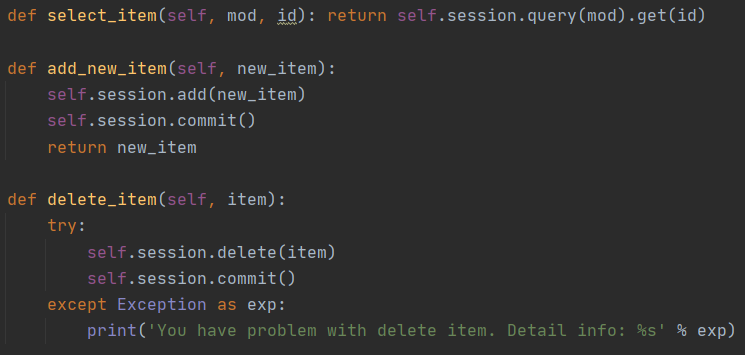 def select_item(self, mod, id): return self.session.query(mod).get(id)
def add_new_item(self, new_item):
self.session.add(new_item)
self.session.commit()
return new_item
def delete_item(self, item):
try:
self.session.delete(item)
self.session.commit()
except Exception as exp:
print('You have problem with delete item. Detail info: %s' % exp)